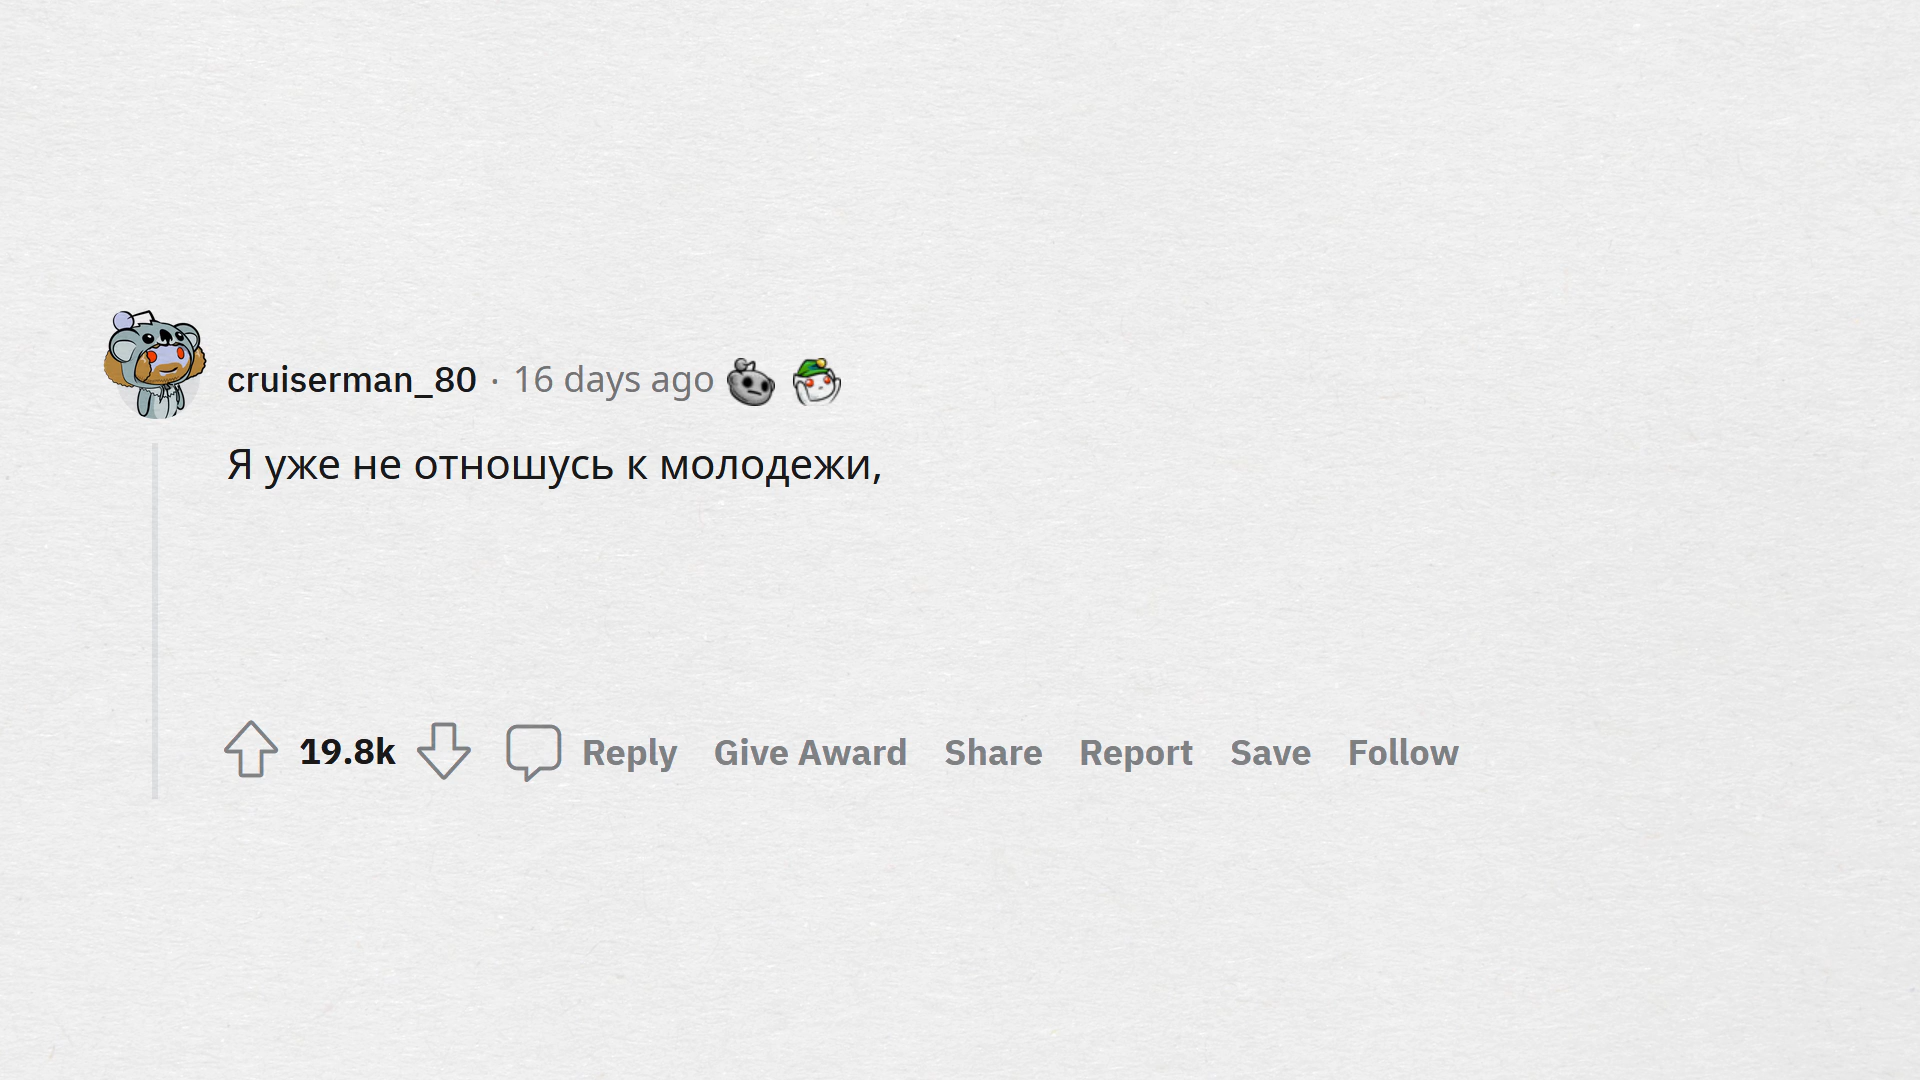 cruiserman_80 · 16 days ago
Я уже не отношусь к молодежи,
19.8k Reply Give Award Share Report Save Follow